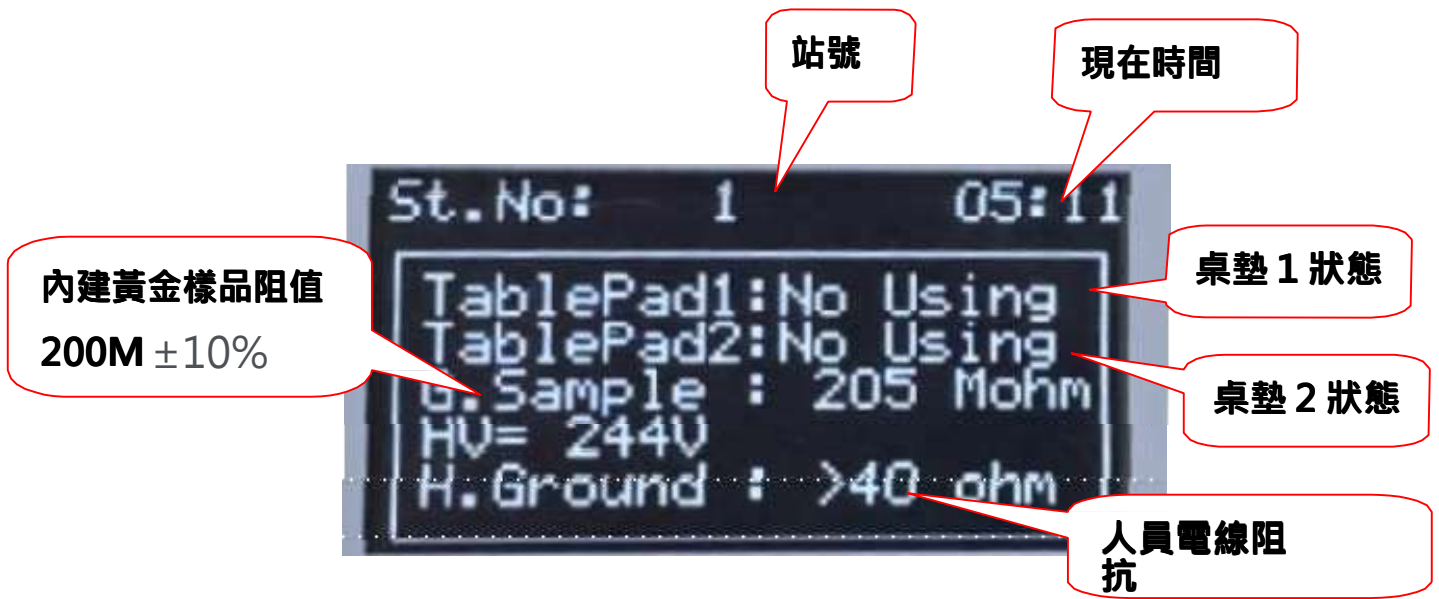 站號
現在時間
St.No: 1 05:11
內建黃金樣品阻值
200M ±10%
TablePad1:No Using
桌墊1狀態
TablePad2:No Using
桌墊2狀態
G.Sample : 205 Mohm
HV= 244V
H.Ground : >40 ohm
人員電線阻
抗